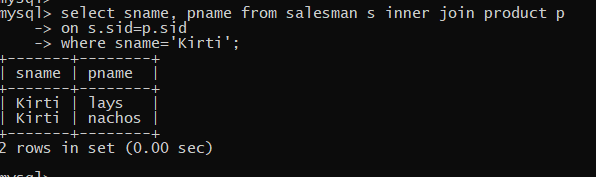 mysql> select sname, pname from salesman s inner join product p
    -> on s.sid=p.sid
    -> where sname='Kirti';
+-------+--------+
| sname | pname  |
+-------+--------+
| Kirti | lays   |
| Kirti | nachos |
+-------+--------+
2 rows in set (0.00 sec)
mysql>